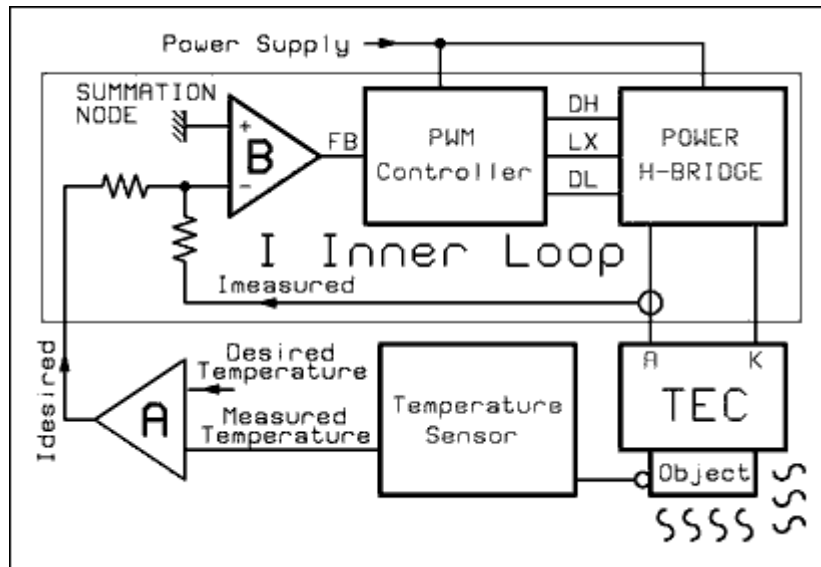 Power Supply
SUMMATION
NODE
+
B
-
FB
PWM
Controller
DH
LX
DL
POWER
H-BRIDGE
I Inner Loop
Imeasured
Idesired
A
Desired
Temperature
Measured
Temperature
Temperature
Sensor
A
K
TEC
Object